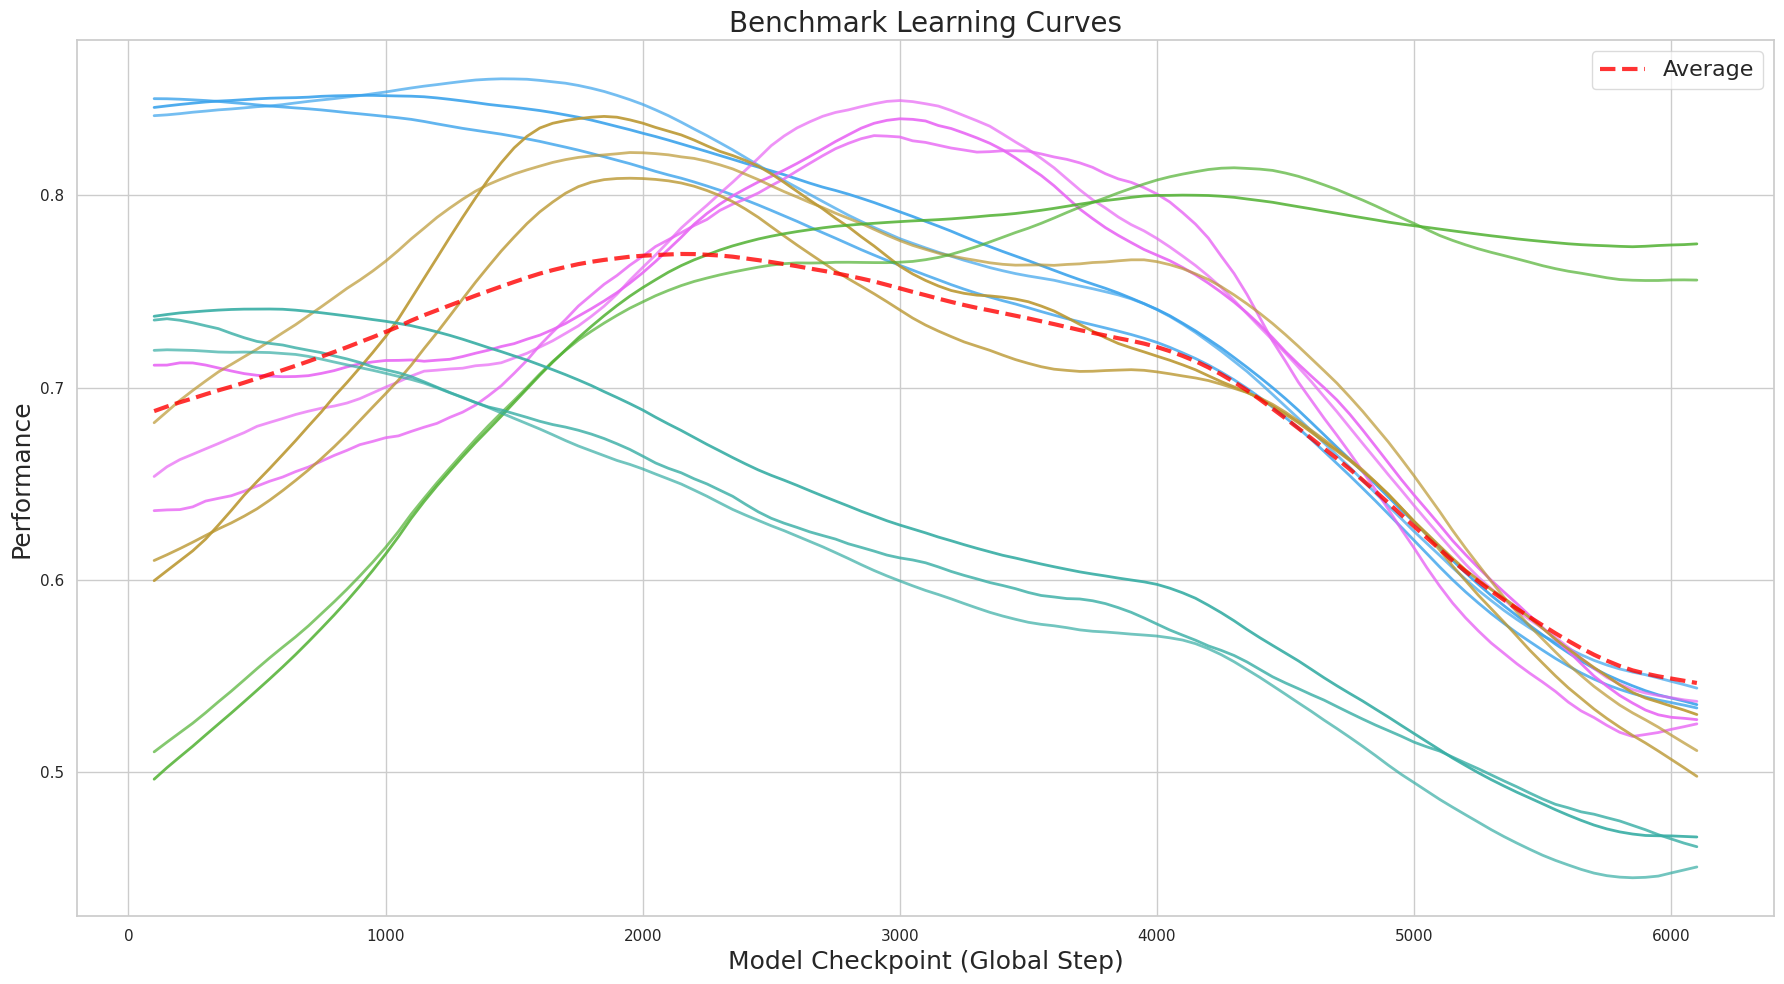 Benchmark Learning Curves
Average
Performance
0.8
0.7
0.6
0.5
0
1000
2000
3000
4000
5000
6000
Model Checkpoint (Global Step)